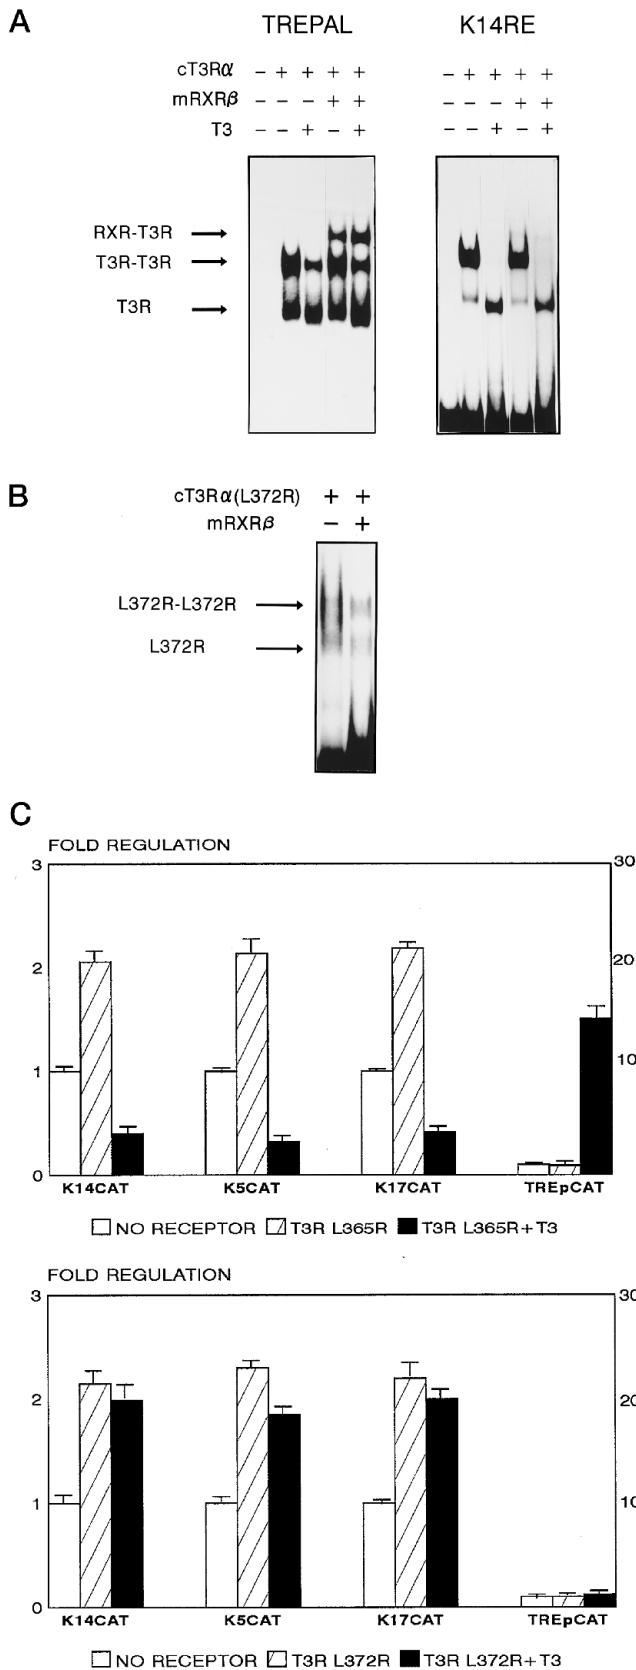 A
TREPAL K14RE
cT3Rα − + + + + − + + + +
mRXRβ − − − + + − − − + +
T3 − − + − + − − + − +
RXR-T3R
T3R-T3R
T3R
B
cT3Rα(L372R) + +
mRXRβ − +
L372R-L372R
L372R
C
FOLD REGULATION
3 30
2 20
1 10
0
K14CAT K5CAT K17CAT TREpCAT
NO RECEPTOR T3R L365R T3R L365R+T3
FOLD REGULATION
3 30
2 20
1 10
0
K14CAT K5CAT K17CAT TREpCAT
NO RECEPTOR T3R L372R T3R L372R+T3